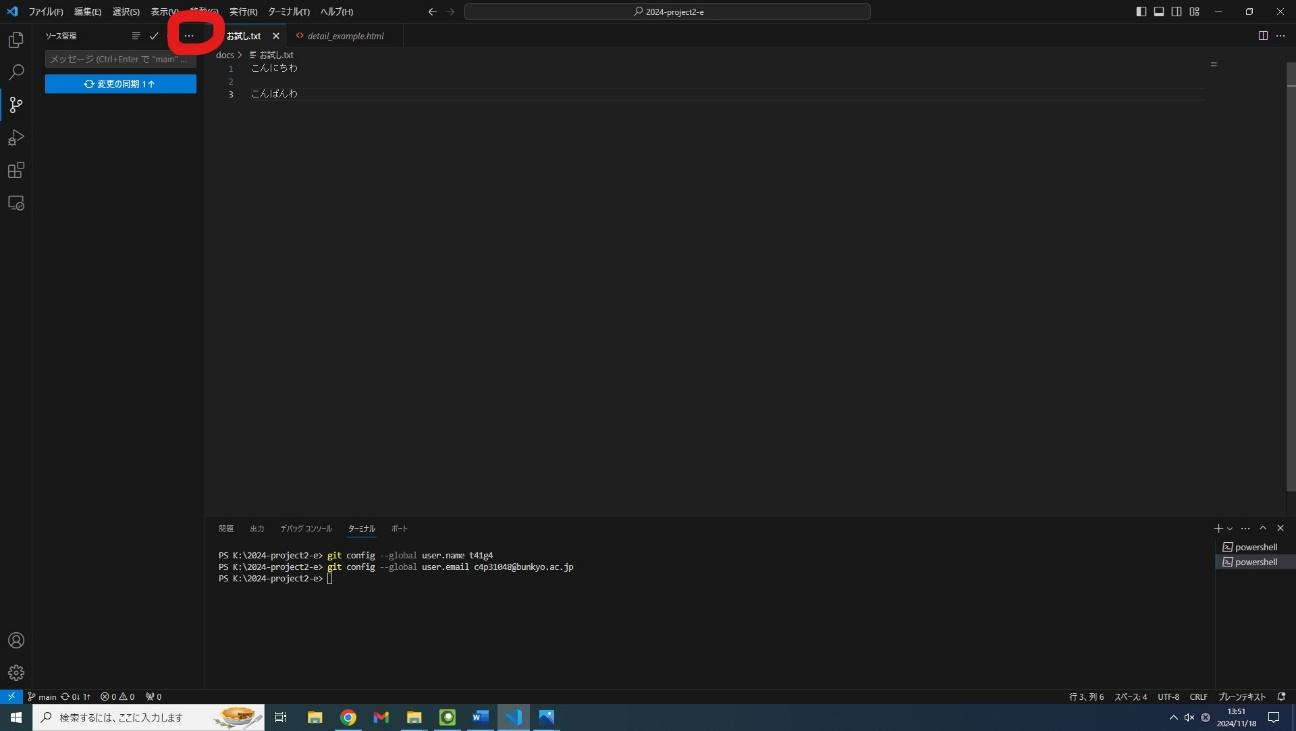 ファイル(F) 編集(E) 選択(S) 表示(V) 実行(R) ターミナル(T) ヘルプ(H)
2024-project2-e
ソース管理
お試し.txt
detail_example.html
メッセージ (Ctrl+Enter で "main" ...
変更の同期 1↑
docs > お試し.txt
1 こんにちわ
2
3 こんばんわ
問題 出力 デバッグ コンソール ターミナル ポート
PS K:\2024-project2-e> git config --global user.name t41g4
PS K:\2024-project2-e> git config --global user.email c4p31048@bunkyo.ac.jp
PS K:\2024-project2-e>
powershell
powershell
main 0↓ 1↑ 0 0 0
行 3、列 6 スペース: 4 UTF-8 CRLF プレーンテキスト
検索するには、ここに入力します
13:51
2024/11/18